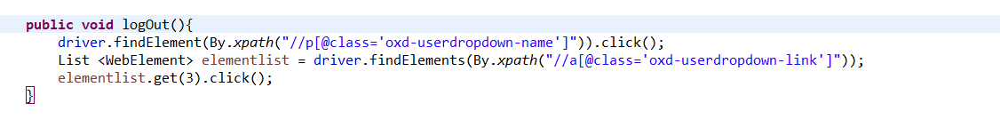 public void logOut(){
driver.findElement(By.xpath("//p[@class='oxd-userdropdown-name']")).click();
List <WebElement> elementlist = driver.findElements(By.xpath("//a[@class='oxd-userdropdown-link']"));
elementlist.get(3).click();
}